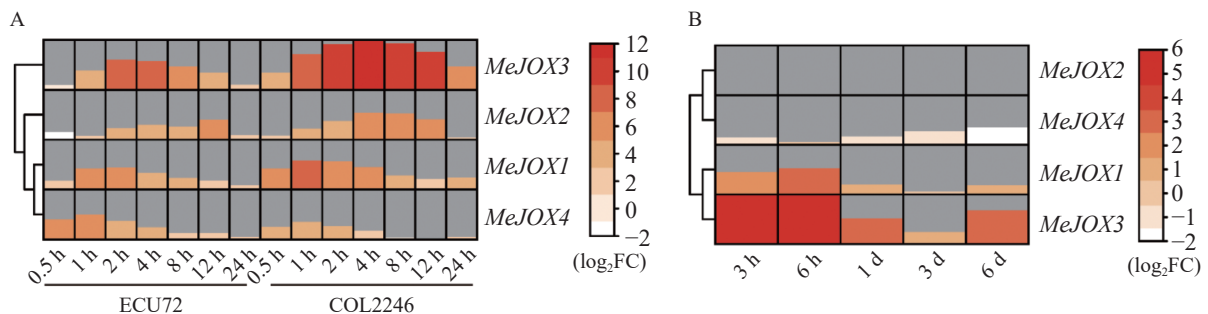 A
MeJOX3
MeJOX2
MeJOX1
MeJOX4
0.5 h 1 h 2 h 4 h 8 h 12 h 24 h 0.5 h 1 h 2 h 4 h 8 h 12 h 24 h
ECU72 COL2246
12
10
8
6
4
2
0
−2
(log₂FC)
B
MeJOX2
MeJOX4
MeJOX1
MeJOX3
3 h 6 h 1 d 3 d 6 d
6
5
4
3
2
1
0
−1
−2
(log₂FC)